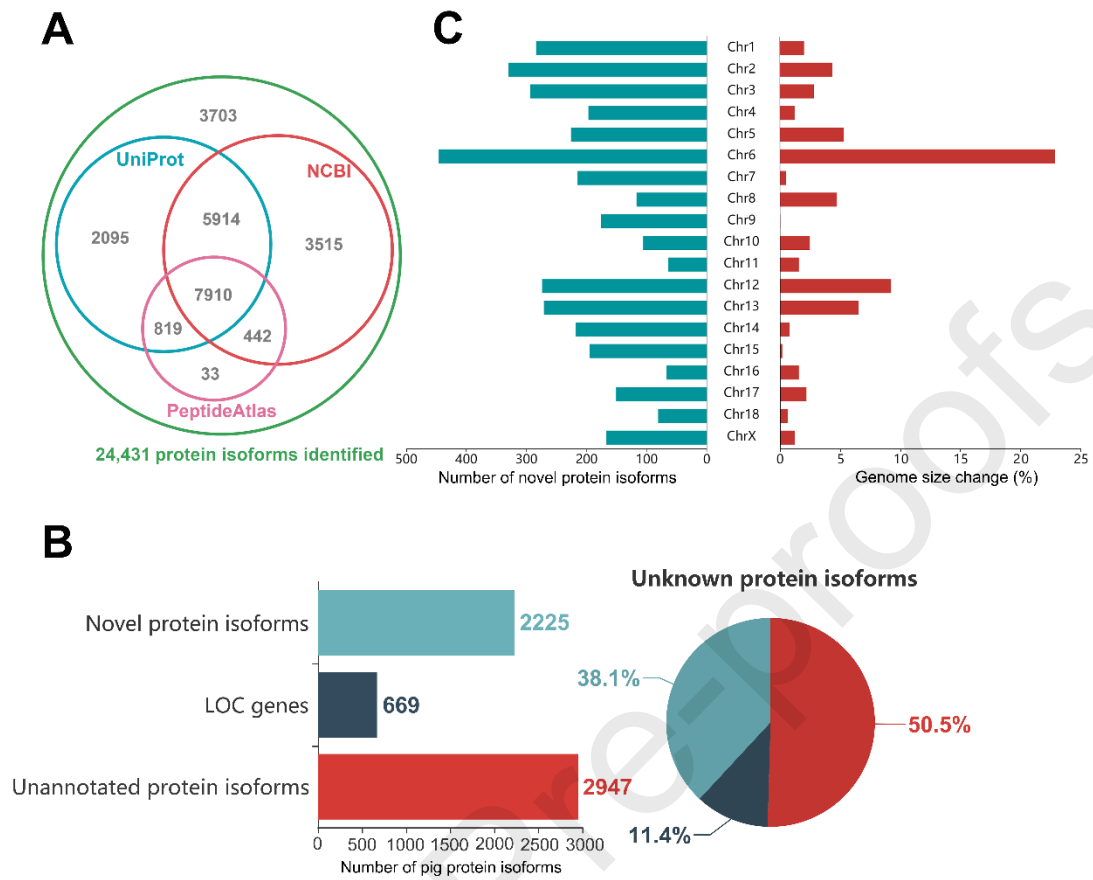 A
3703
UniProt
NCBI
5914
2095
3515
7910
819
442
33
PeptideAtlas
24,431 protein isoforms identified
C
Chr1
Chr2
Chr3
Chr4
Chr5
Chr6
Chr7
Chr8
Chr9
Chr10
Chr11
Chr12
Chr13
Chr14
Chr15
Chr16
Chr17
Chr18
ChrX
500 400 300 200 100 0
0 5 10 15 20 25
Number of novel protein isoforms
Genome size change (%)
B
Novel protein isoforms
2225
LOC genes
669
Unannotated protein isoforms
2947
0 500 1000 1500 2000 2500 3000
Number of pig protein isoforms
Unknown protein isoforms
38.1%
50.5%
11.4%
Pre-proofs